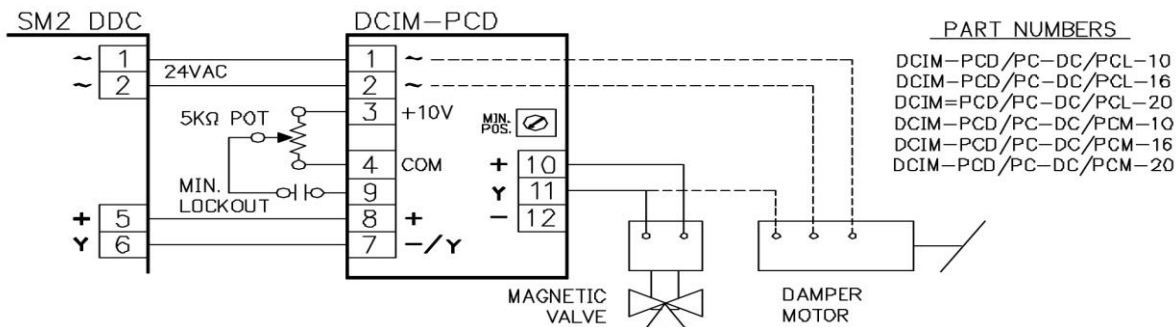 SM2 DDC
~ 1
~ 2
24VAC
+ 5
Y 6
5KΩ POT
MIN.
LOCKOUT
DCIM-PCD
1 ~
2 ~
3 +10V
4 COM
9
8 +
7 -/Y
MIN.
POS.
+ 10
Y 11
- 12
MAGNETIC
VALVE
DAMPER
MOTOR
PART NUMBERS
DCIM-PCD/PC-DC/PCL-10
DCIM-PCD/PC-DC/PCL-16
DCIM=PCD/PC-DC/PCL-20
DCIM-PCD/PC-DC/PCM-10
DCIM-PCD/PC-DC/PCM-16
DCIM-PCD/PC-DC/PCM-20